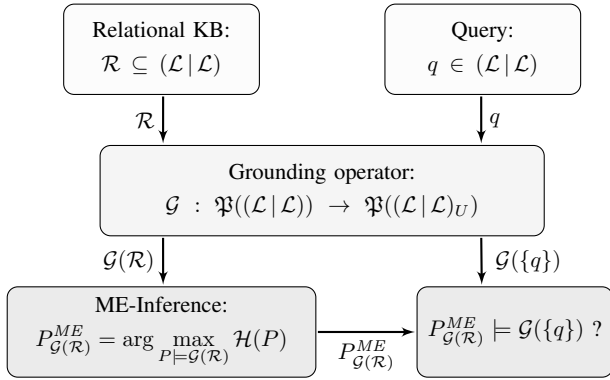 Relational KB:
ℛ ⊆ (ℒ | ℒ)
Query:
q ∈ (ℒ | ℒ)
ℛ
q
Grounding operator:
𝒢 : 𝔓((ℒ | ℒ)) → 𝔓((ℒ | ℒ)_U)
𝒢(ℛ)
𝒢({q})
ME-Inference:
P^{ME}_{𝒢(ℛ)} = arg max_{P⊨𝒢(ℛ)} ℋ(P)
P^{ME}_{𝒢(ℛ)}
P^{ME}_{𝒢(ℛ)} ⊨ 𝒢({q}) ?